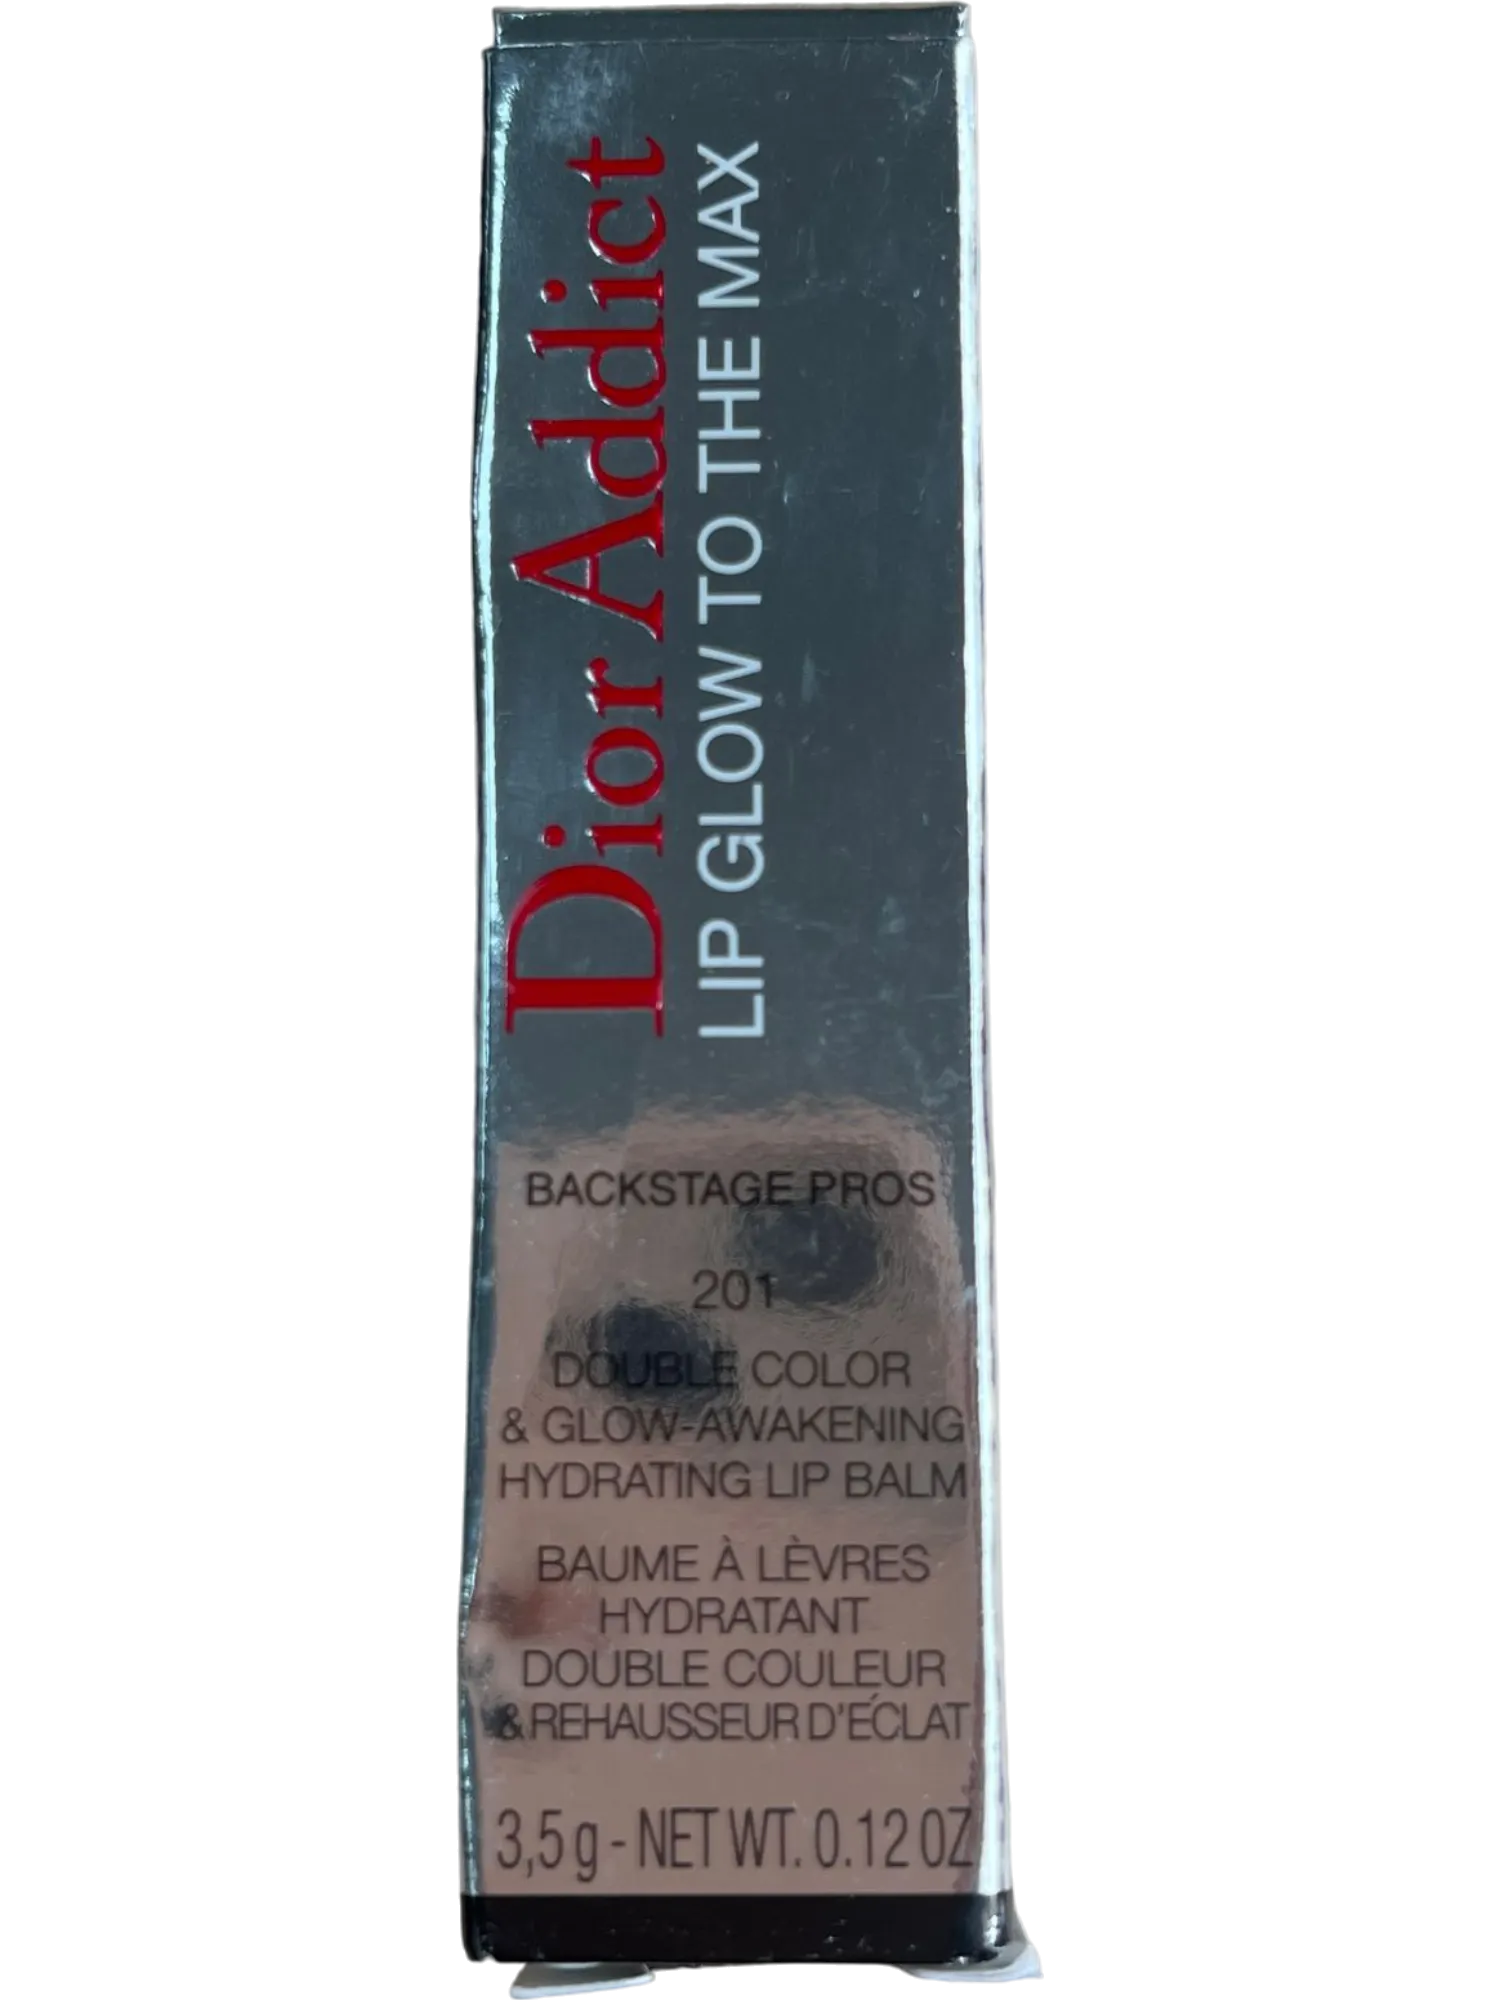 Dior Addict
LIP GLOW TO THE MAX
BACKSTAGE PROS
201
DOUBLE COLOR
& GLOW-AWAKENING
HYDRATING LIP BALM
BAUME À LÈVRES
HYDRATANT
DOUBLE COULEUR
& REHAUSSEUR D'ÉCLAT
3,5 g - NET WT. 0.12 OZ